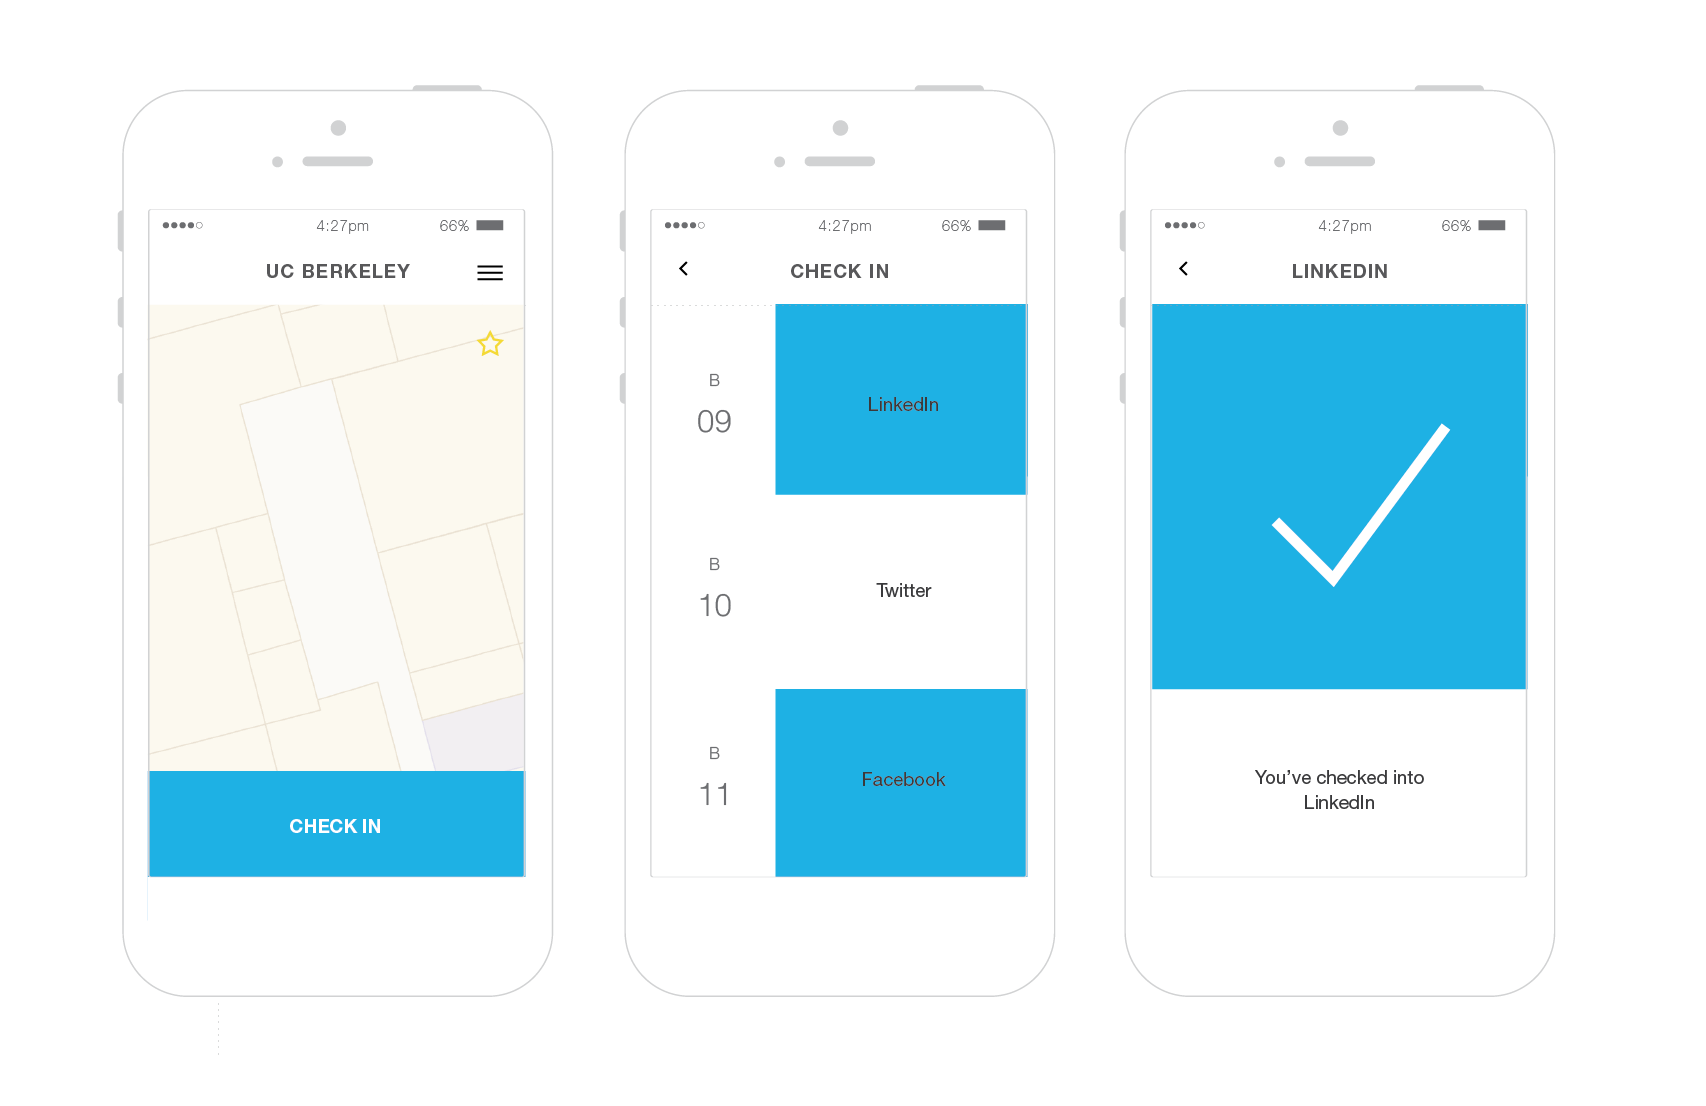 4:27pm 66%
UC BERKELEY
CHECK IN
4:27pm 66%
CHECK IN
B
09
LinkedIn
B
10
Twitter
B
11
Facebook
4:27pm 66%
LINKEDIN
You’ve checked into
LinkedIn